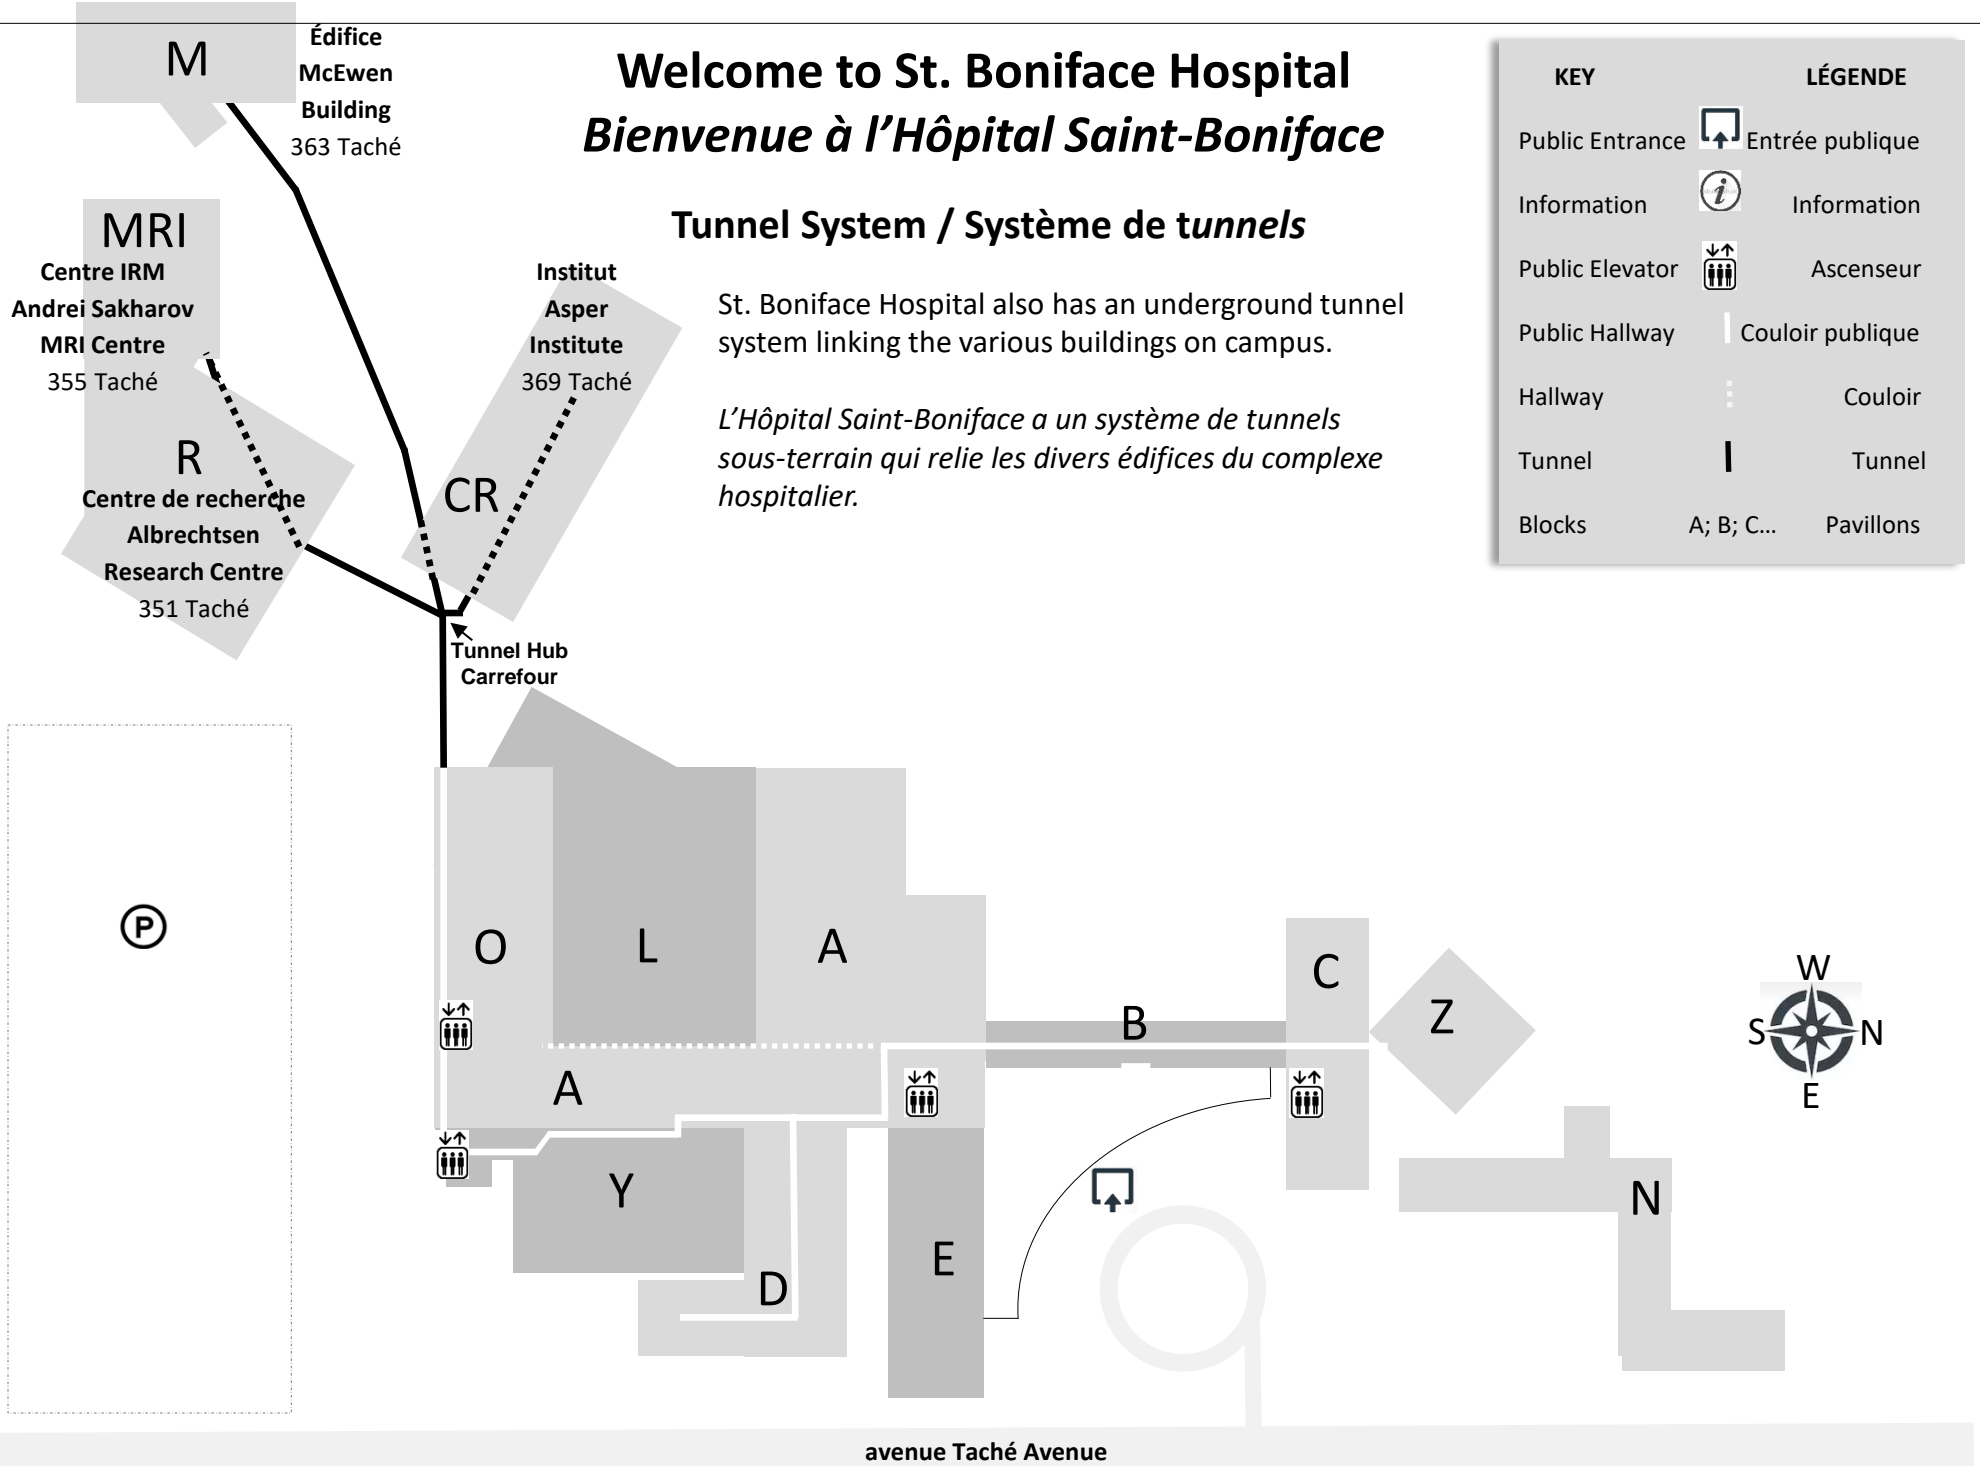 Welcome to St. Boniface Hospital
Bienvenue à l'Hôpital Saint-Boniface
Tunnel System / Système de tunnels
St. Boniface Hospital also has an underground tunnel
system linking the various buildings on campus.
L'Hôpital Saint-Boniface a un système de tunnels
sous-terrain qui relie les divers édifices du complexe
hospitalier.
KEY LÉGENDE
Public Entrance Entrée publique
Information i Information
Public Elevator Ascenseur
Public Hallway Couloir publique
Hallway Couloir
Tunnel Tunnel
Blocks A; B; C... Pavillons
M
Édifice
McEwen
Building
363 Taché
MRI
Centre IRM
Andrei Sakharov
MRI Centre
355 Taché
R
Centre de recherche
Albrechtsen
Research Centre
351 Taché
Institut
Asper
Institute
369 Taché
CR
Tunnel Hub
Carrefour
P
O
L
A
A
B
C
Z
Y
D
E
N
W
S N
E
avenue Taché Avenue